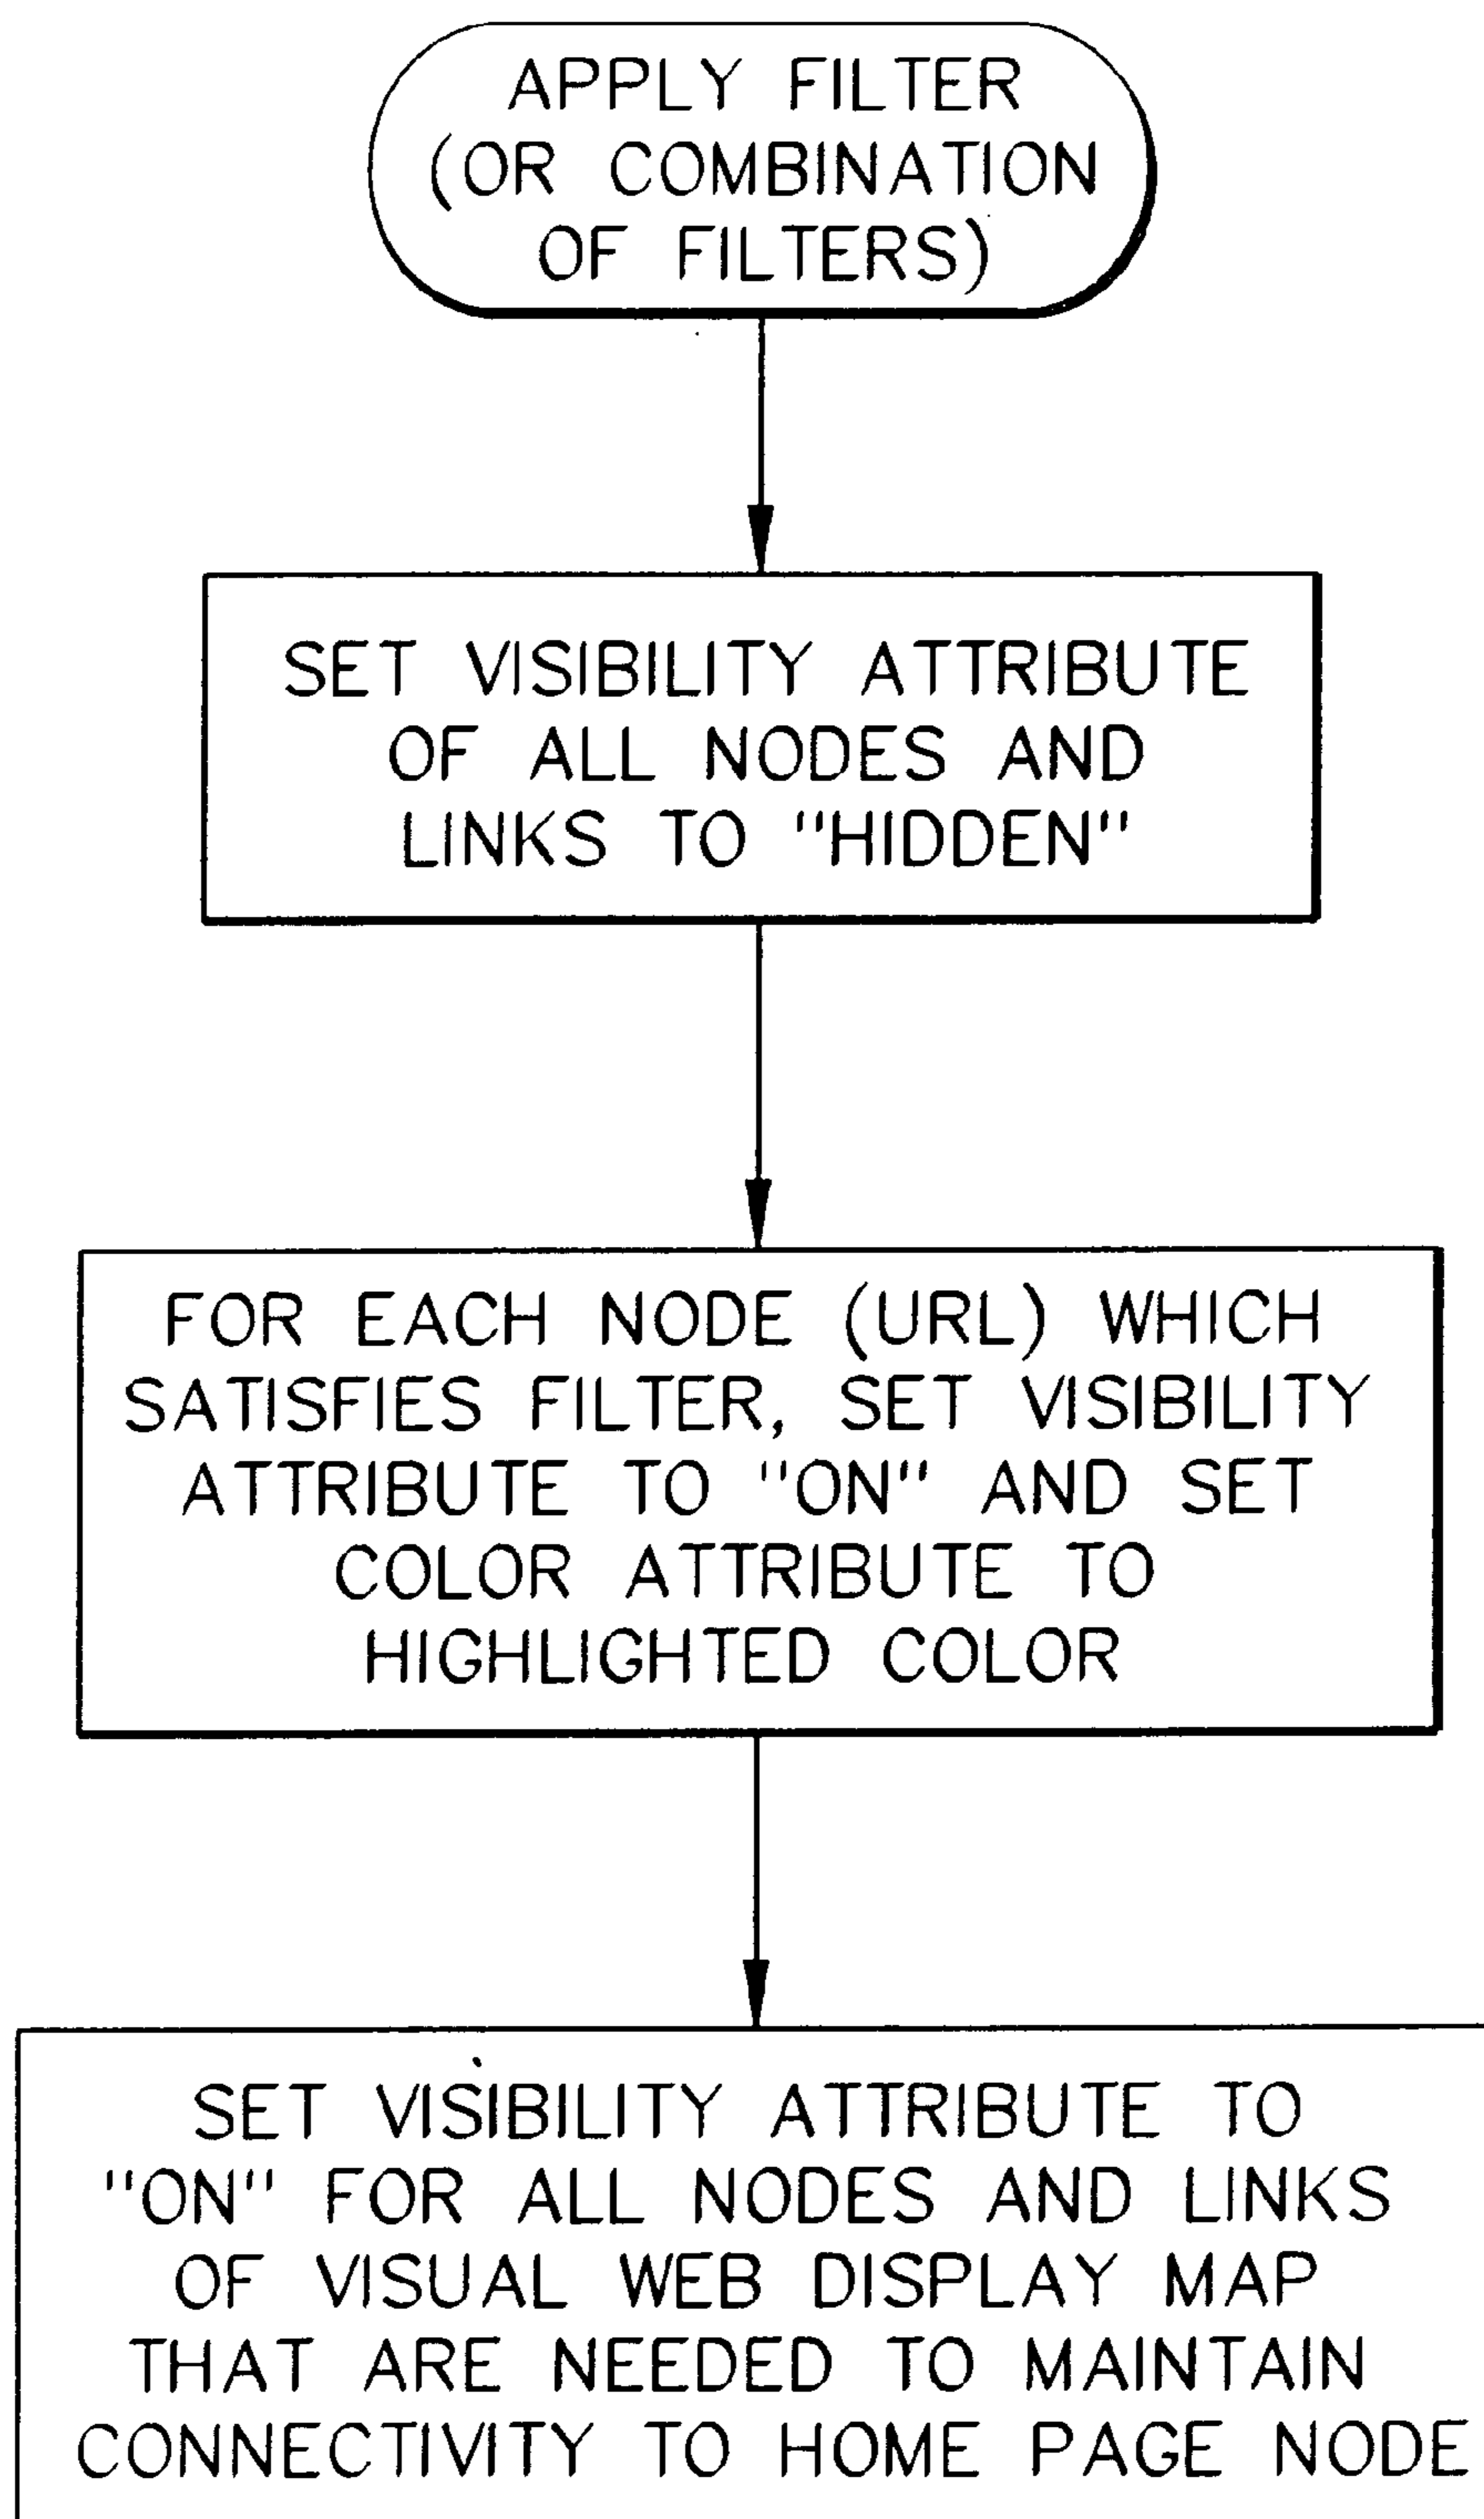 APPLY FILTER
(OR COMBINATION
OF FILTERS)
SET VISIBILITY ATTRIBUTE
OF ALL NODES AND
LINKS TO "HIDDEN"
FOR EACH NODE (URL) WHICH
SATISFIES FILTER, SET VISIBILITY
ATTRIBUTE TO "ON" AND SET
COLOR ATTRIBUTE TO
HIGHLIGHTED COLOR
SET VISIBILITY ATTRIBUTE TO
"ON" FOR ALL NODES AND LINKS
OF VISUAL WEB DISPLAY MAP
THAT ARE NEEDED TO MAINTAIN
CONNECTIVITY TO HOME PAGE NODE